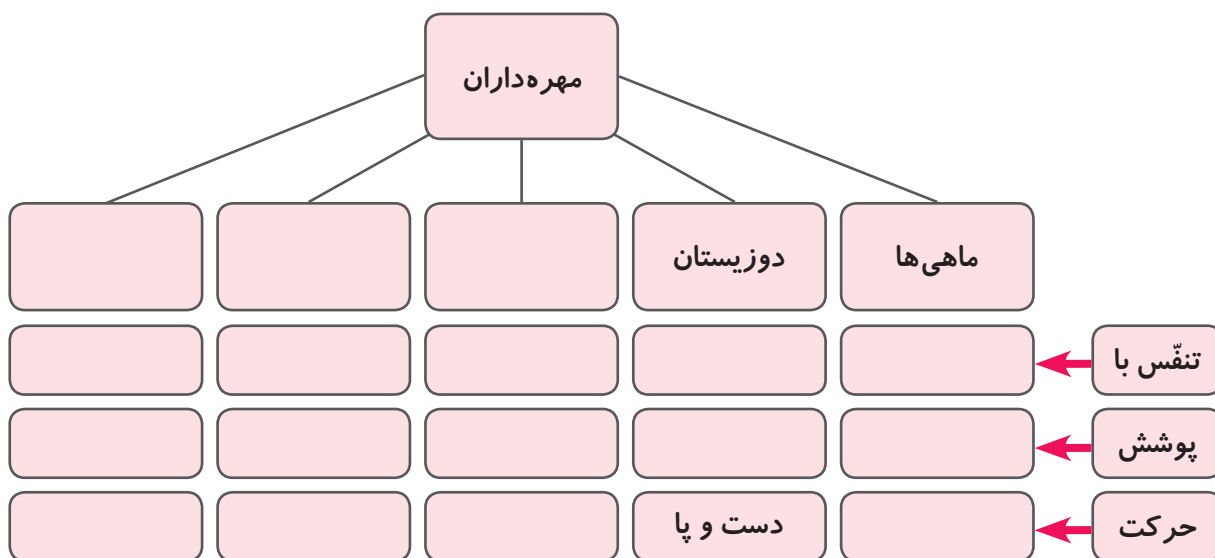 مهره‌داران
ماهی‌ها
دوزیستان
تنفّس با
پوشش
حرکت
دست و پا